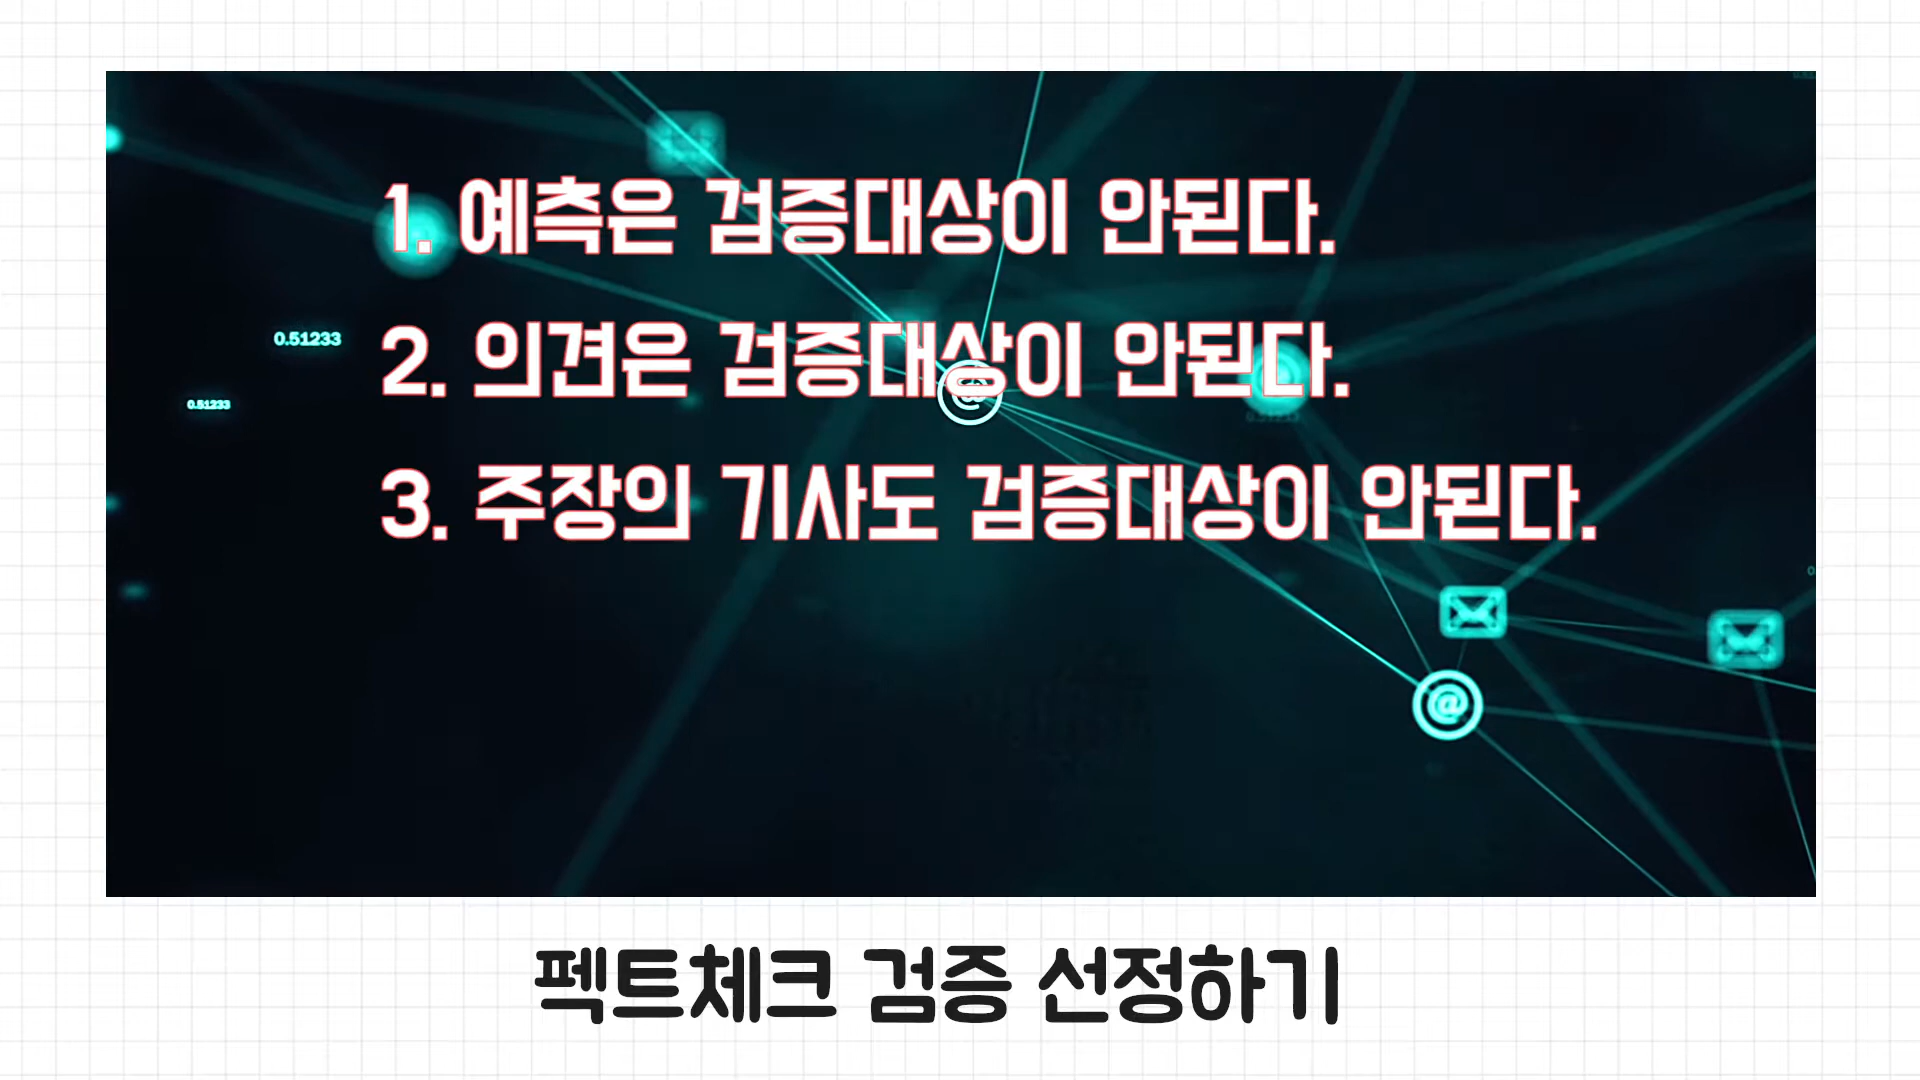 1. 예측은 검증대상이 안된다.
0.51233
2. 의견은 검증대상이 안된다.
0.51233
3. 주장의 기사도 검증대상이 안된다.
펙트체크 검증 선정하기